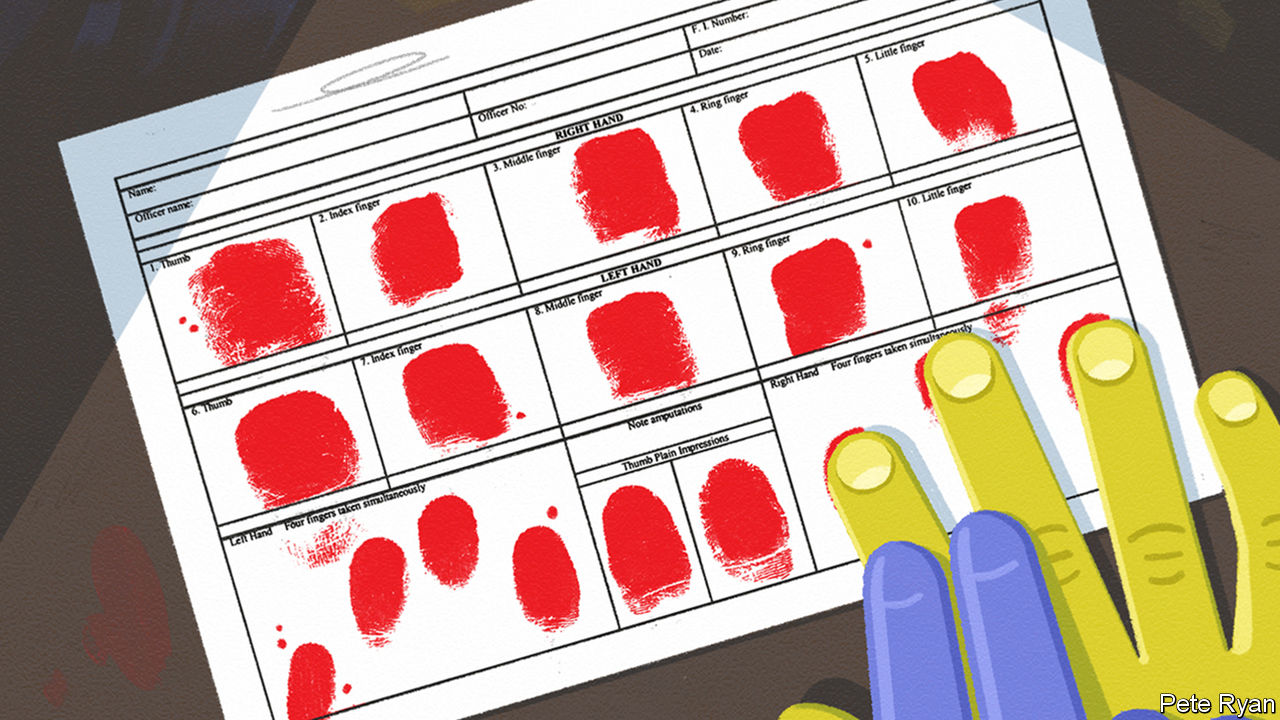 F. I. Number:
Date:
Officer No:
Name:
Officer name:
RIGHT HAND
1. Thumb
2. Index finger
3. Middle finger
4. Ring finger
5. Little finger
LEFT HAND
6. Thumb
7. Index finger
8. Middle finger
9. Ring finger
10. Little finger
Left Hand Four fingers taken simultaneously
Note amputations
Thumb Plain Impressions
Right Hand Four fingers taken simultaneously
Pete Ryan